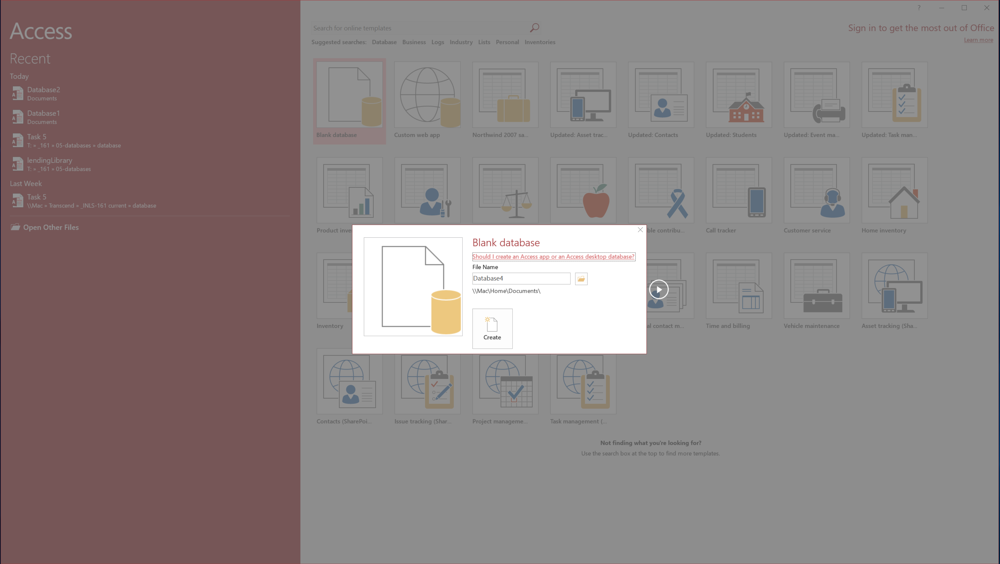 ?
Access
Search for online templates
Sign in to get the most out of Office
Suggested searches: Database Business Logs Industry Lists Personal Inventories
Learn more
Recent
Today
Database2
Documents
Database1
Documents
Task 5
T: » _161 » 05-databases » database
lendingLibrary
T: » _161 » 05-databases
Last Week
Task 5
\\Mac » Transcend » _INLS-161 current » database
Open Other Files
Blank database
Custom web app
Northwind 2007 sa...
Updated: Asset trac...
Updated: Contacts
Updated: Students
Updated: Event ma...
Updated: Task man...
Product inve
ble contribu...
Call tracker
Customer service
Home inventory
Blank database
Should I create an Access app or an Access desktop database?
File Name
Database4
\\Mac\Home\Documents\
Create
Inventory
al contact m...
Time and billing
Vehicle maintenance
Asset tracking (Sha...
Contacts (SharePoi...
Issue tracking (Shar...
Project manageme...
Task management (...
Not finding what you're looking for?
Use the search box at the top to find more templates.